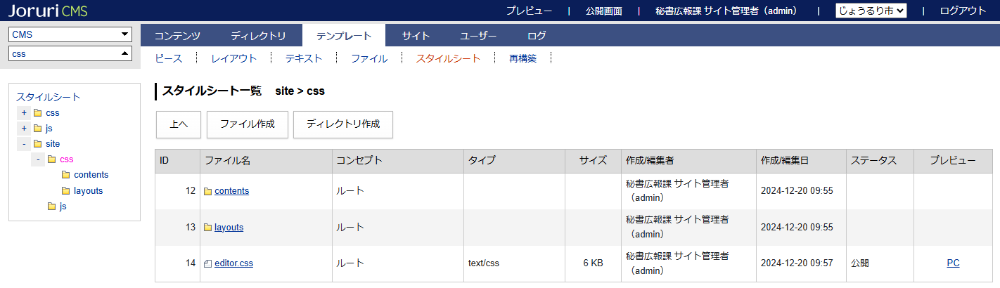 Joruri CMS
プレビュー | 公開画面 | 秘書広報課 サイト管理者（admin） | じょうるり市 | ログアウト
CMS
css
コンテンツ ディレクトリ テンプレート サイト ユーザー ログ
ピース レイアウト テキスト ファイル スタイルシート 再構築
スタイルシート
+ css
+ js
- site
- css
contents
layouts
js
スタイルシート一覧 site > css
上へ ファイル作成 ディレクトリ作成
ID ファイル名 コンセプト タイプ サイズ 作成/編集者 作成/編集日 ステータス プレビュー
12 contents ルート 秘書広報課 サイト管理者（admin） 2024-12-20 09:55
13 layouts ルート 秘書広報課 サイト管理者（admin） 2024-12-20 09:55
14 editor.css ルート text/css 6 KB 秘書広報課 サイト管理者（admin） 2024-12-20 09:57 公開 PC